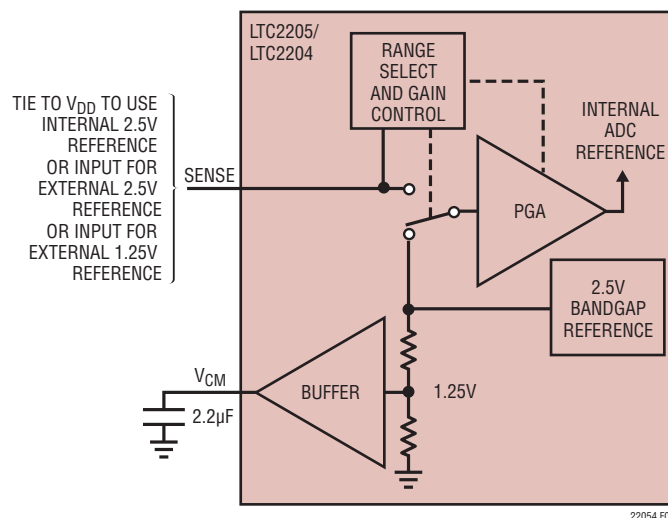 LTC2205/
LTC2204
RANGE
SELECT
AND GAIN
CONTROL
TIE TO VDD TO USE
INTERNAL 2.5V
REFERENCE
OR INPUT FOR
EXTERNAL 2.5V
REFERENCE
OR INPUT FOR
EXTERNAL 1.25V
REFERENCE
SENSE
PGA
INTERNAL
ADC
REFERENCE
2.5V
BANDGAP
REFERENCE
VCM
BUFFER
1.25V
2.2µF